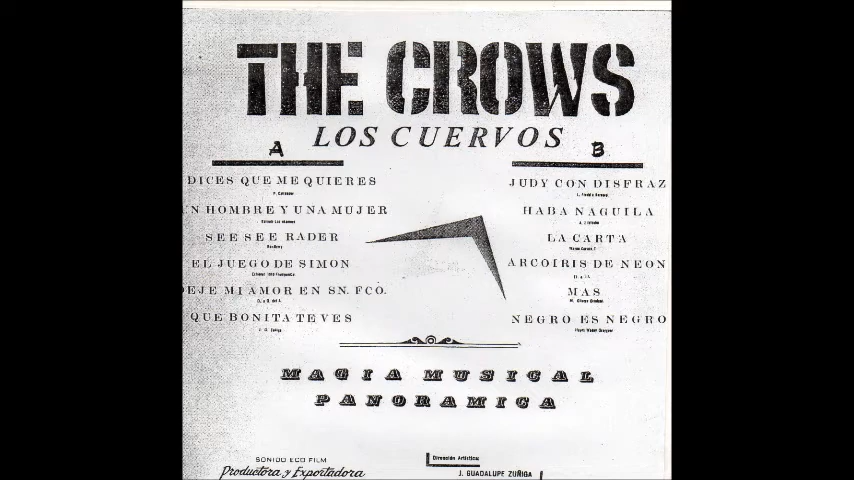 THE CROWS
LOS CUERVOS
A
DICES QUE ME QUIERES
N HOMBRE Y UNA MUJER
SEE SEE RADER
EL JUEGO DE SIMON
DEJE MI AMOR EN SN. FCO.
QUE BONITA TE VES
B
JUDY CON DISFRAZ
HABA NAGUILA
LA CARTA
ARCOIRIS DE NEON
MAS
NEGRO ES NEGRO
MAGIA MUSICAL
PANORAMICA
SONIDO ECO FILM
Productora y Exportadora
Dirección Artística:
J. GUADALUPE ZUÑIGA